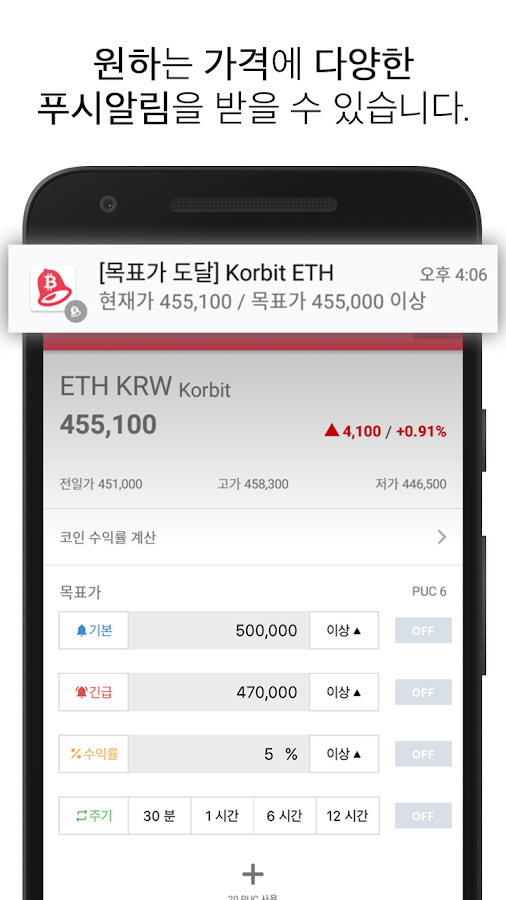 원하는 가격에 다양한
푸시알림을 받을 수 있습니다.
[목표가 도달] Korbit ETH
오후 4:06
현재가 455,100 / 목표가 455,000 이상
ETH KRW Korbit
455,100
▲ 4,100 / +0.91%
전일가 451,000 고가 458,300 저가 446,500
코인 수익률 계산
목표가 PUC 6
기본 500,000 이상 ▲ OFF
긴급 470,000 이상 ▲ OFF
수익률 5 % 이상 ▲ OFF
주기 30 분 1 시간 6 시간 12 시간 OFF
20 PUC 사용